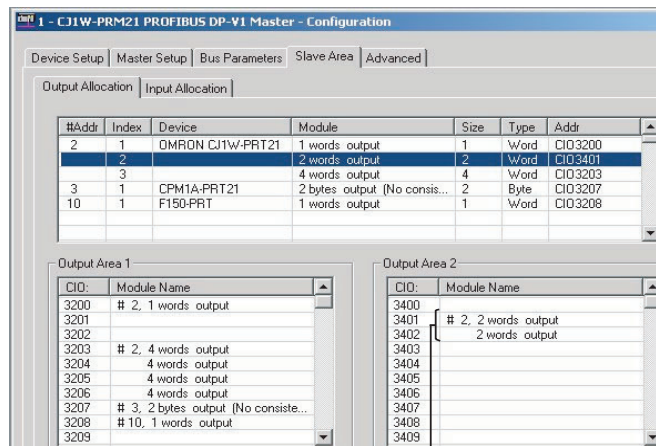 OMRON 1 - CJ1W-PRM21 PROFIBUS DP-V1 Master - Configuration
Device Setup Master Setup Bus Parameters Slave Area Advanced
Output Allocation Input Allocation
#Addr Index Device Module Size Type Addr
2 1 OMRON CJ1W-PRT21 1 words output 1 Word CIO3200
2 2 words output 2 Word CIO3401
3 4 words output 4 Word CIO3203
3 1 CPM1A-PRT21 2 bytes output (No consis... 2 Byte CIO3207
10 1 F150-PRT 1 words output 1 Word CIO3208
Output Area 1
CIO: Module Name
3200 # 2, 1 words output
3201
3202
3203 # 2, 4 words output
3204 4 words output
3205 4 words output
3206 4 words output
3207 # 3, 2 bytes output (No consiste...
3208 #10, 1 words output
3209
Output Area 2
CIO: Module Name
3400
3401 # 2, 2 words output
3402 2 words output
3403
3404
3405
3406
3407
3408
3409